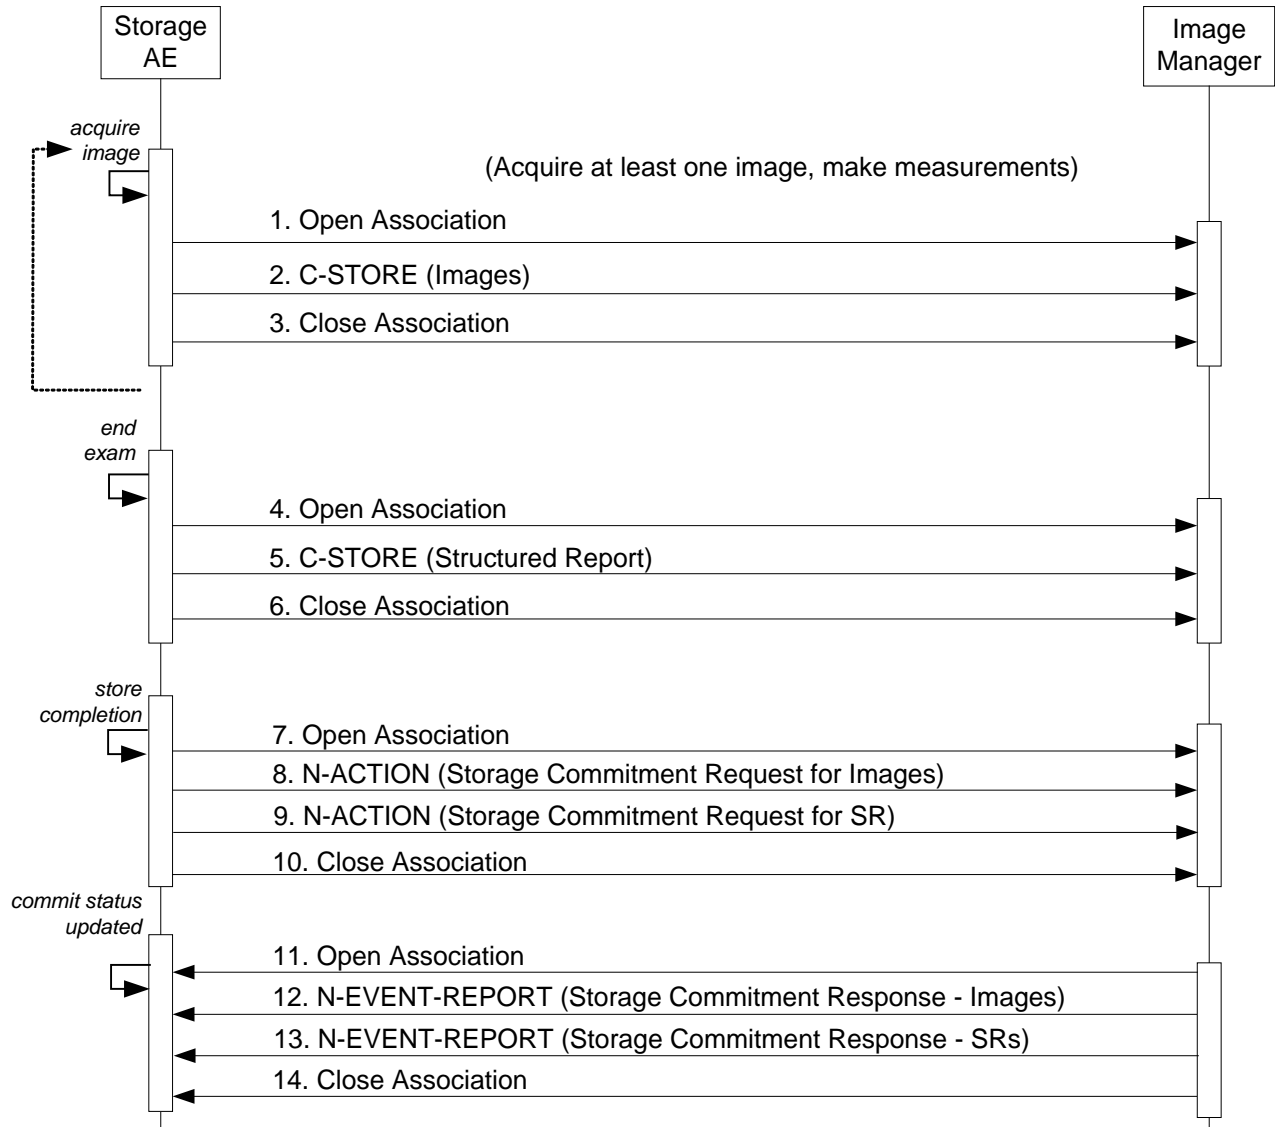 Storage
AE
Image
Manager
acquire
image
(Acquire at least one image, make measurements)
1. Open Association
2. C-STORE (Images)
3. Close Association
end
exam
4. Open Association
5. C-STORE (Structured Report)
6. Close Association
store
completion
7. Open Association
8. N-ACTION (Storage Commitment Request for Images)
9. N-ACTION (Storage Commitment Request for SR)
10. Close Association
commit status
updated
11. Open Association
12. N-EVENT-REPORT (Storage Commitment Response - Images)
13. N-EVENT-REPORT (Storage Commitment Response - SRs)
14. Close Association